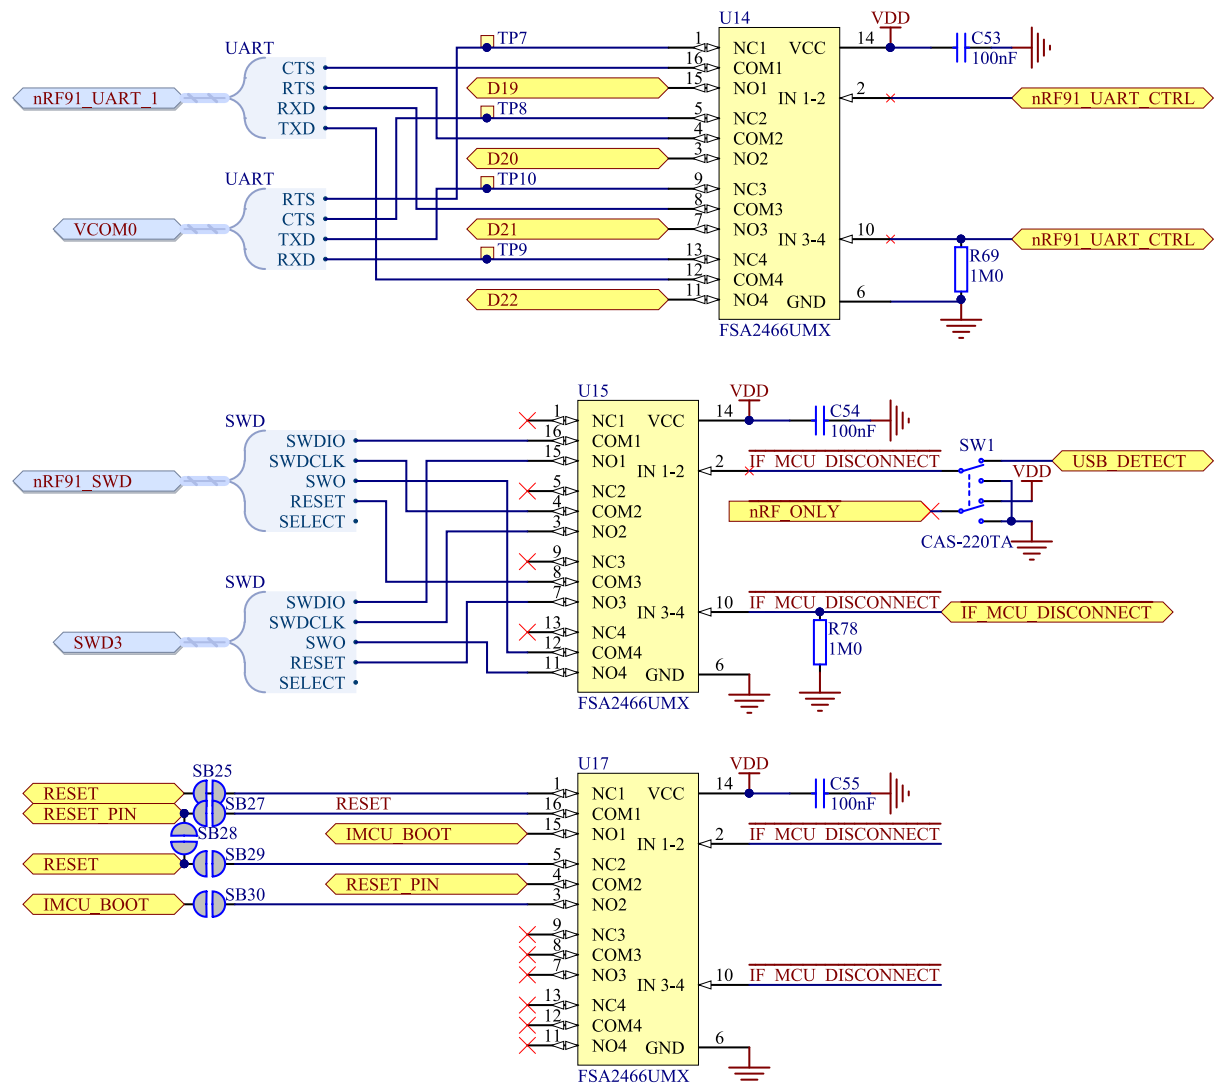 U14
VDD
TP7
1
NC1
VCC
14
C53
100nF
UART
CTS
16
COM1
nRF91_UART_1
RTS
D19
15
NO1
IN 1-2
2
nRF91_UART_CTRL
RXD
TP8
5
NC2
TXD
4
COM2
D20
3
NO2
UART
TP10
9
NC3
RTS
8
COM3
VCOM0
CTS
D21
7
NO3
IN 3-4
10
nRF91_UART_CTRL
TXD
RXD
TP9
13
NC4
R69
1M0
12
COM4
D22
11
NO4
GND
6
FSA2466UMX
U15
VDD
1
NC1
VCC
14
C54
100nF
SWD
SWDIO
16
COM1
SWDCLK
15
NO1
IN 1-2
2
IF_MCU_DISCONNECT
SW1
USB_DETECT
VDD
nRF91_SWD
SWO
5
NC2
RESET
4
COM2
nRF_ONLY
SELECT
3
NO2
CAS-220TA
9
NC3
SWD
8
COM3
SWDIO
7
NO3
IN 3-4
10
IF_MCU_DISCONNECT
IF_MCU_DISCONNECT
SWDCLK
13
NC4
R78
1M0
SWD3
SWO
12
COM4
RESET
11
NO4
GND
6
SELECT
FSA2466UMX
U17
VDD
SB25
RESET
1
NC1
VCC
14
C55
100nF
RESET_PIN
SB27
RESET
16
COM1
SB28
IMCU_BOOT
15
NO1
IN 1-2
2
IF_MCU_DISCONNECT
RESET
SB29
5
NC2
RESET_PIN
4
COM2
IMCU_BOOT
SB30
3
NO2
9
NC3
8
COM3
7
NO3
IN 3-4
10
IF_MCU_DISCONNECT
13
NC4
12
COM4
11
NO4
GND
6
FSA2466UMX